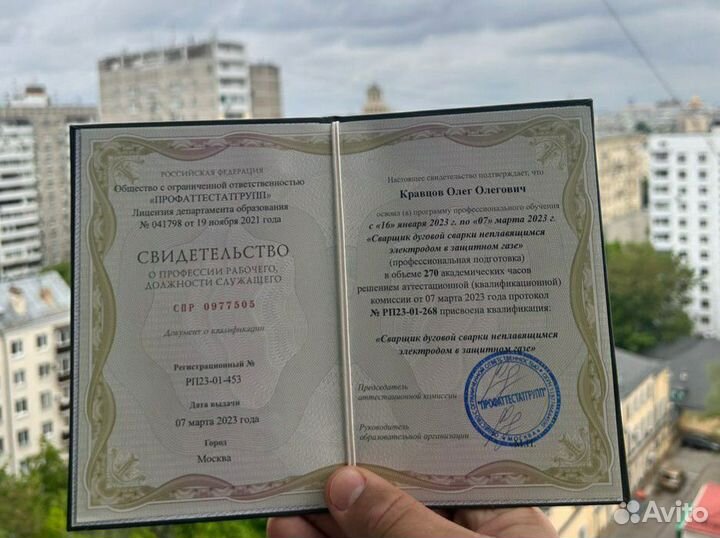 РОССИЙСКАЯ ФЕДЕРАЦИЯ
Общество с ограниченной ответственностью
«ПРОФАТТЕСТАТГРУПП»
Лицензия департамента образования
№ 041798 от 19 ноября 2021 года
СВИДЕТЕЛЬСТВО
О ПРОФЕССИИ РАБОЧЕГО,
ДОЛЖНОСТИ СЛУЖАЩЕГО
СПР 0977505
Документ о квалификации
Регистрационный №
РП23-01-453
Дата выдачи
07 марта 2023 года
Город
Москва
Настоящее свидетельство подтверждает, что
Кравцов Олег Олегович
освоил (а) программу профессионального обучения
с «16» января 2023 г. по «07» марта 2023 г.
«Сварщик дуговой сварки неплавящимся
электродом в защитном газе»
(профессиональная подготовка)
в объеме 270 академических часов
решением аттестационной (квалификационной)
комиссии от 07 марта 2023 года протокол
№ РП23-01-268 присвоена квалификация:
«Сварщик дуговой сварки неплавящимся
электродом в защитном газе»
Председатель
аттестационной комиссии
Руководитель
образовательной организации
М.П.
"ПРОФАТТЕСТАТГРУПП"
Avito